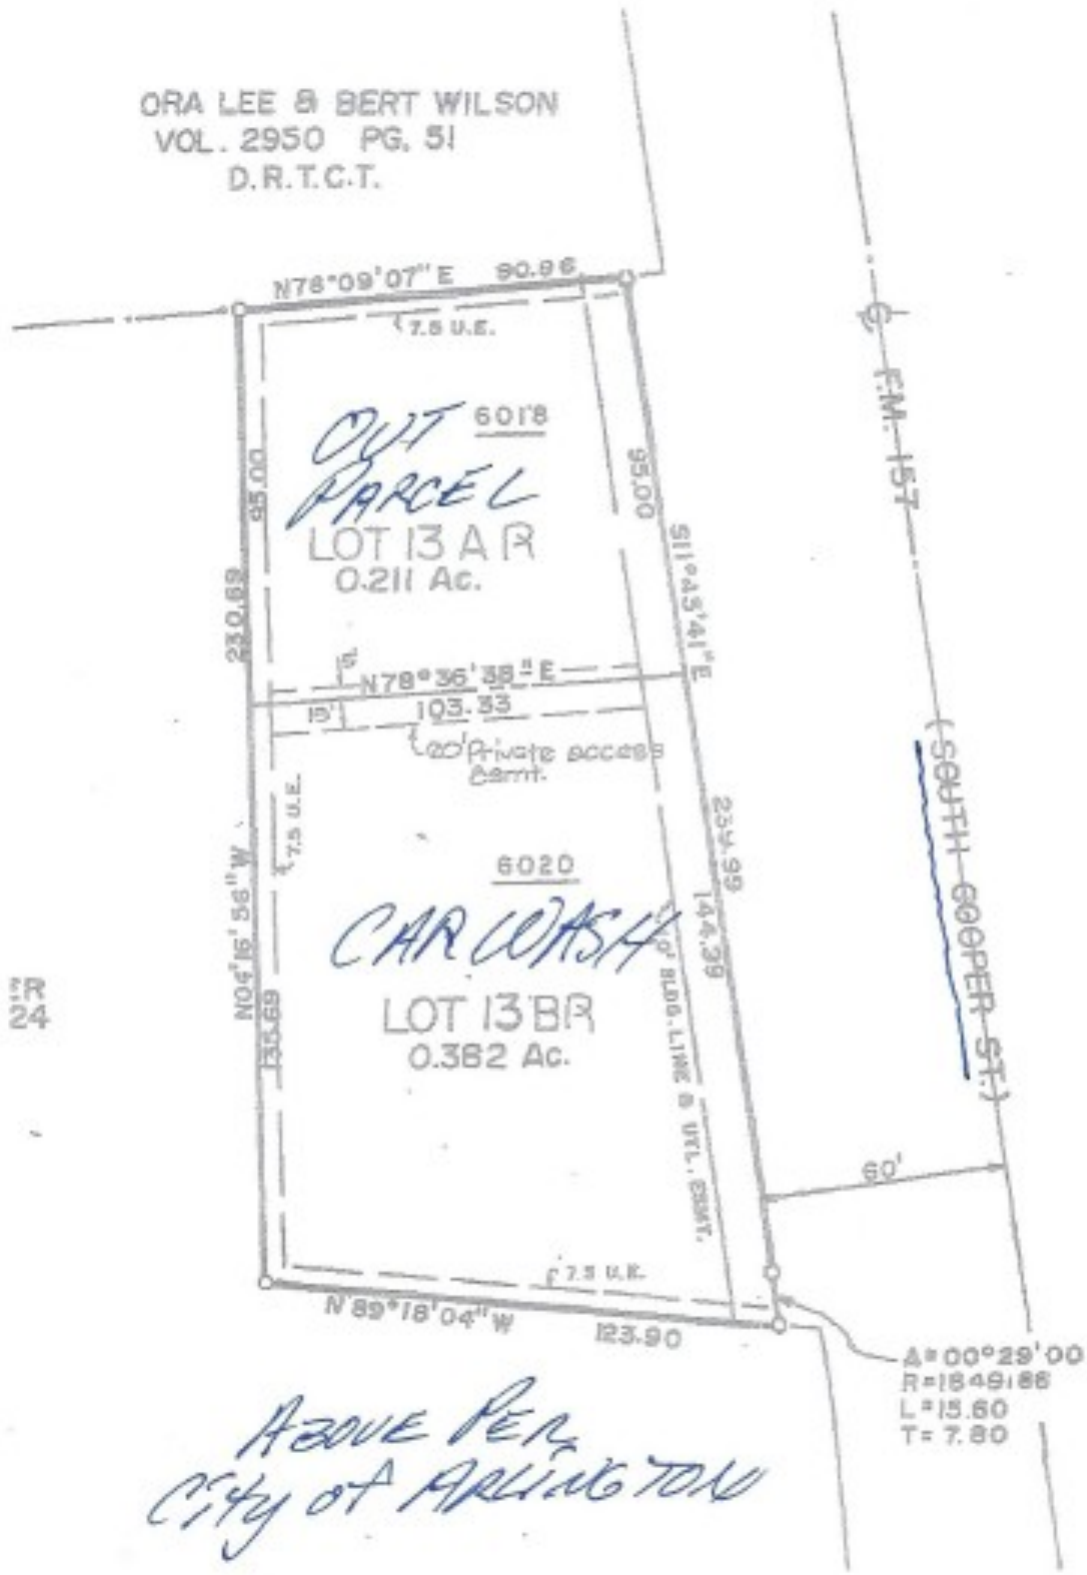 ORA LEE & BERT WILSON
VOL. 2950 PG. 51
D.R.T.C.T.
N78°09'07" E 90.96
7.5 U.E.
OUT
PARCEL
6018
LOT 13 A R
0.211 Ac.
95.00
230.69
95.00
S11°45'41" E
F.M. 157
5'
N78°36'38" E
15'
103.33
20' Private access
Esmt.
7.5 U.E.
6020
CAR WASH
LOT 13 BR
0.382 Ac.
N04°16'56" W
135.69
239.99
144.39
BLDG. LINE & UTL. ESMT.
(SOUTH COOPER ST.)
60'
7.5 U.E.
N 89°18'04" W
123.90
Δ=00°29'00
R=1849.86
L=15.60
T=7.80
24
ABOVE PER
City of ARLINGTON